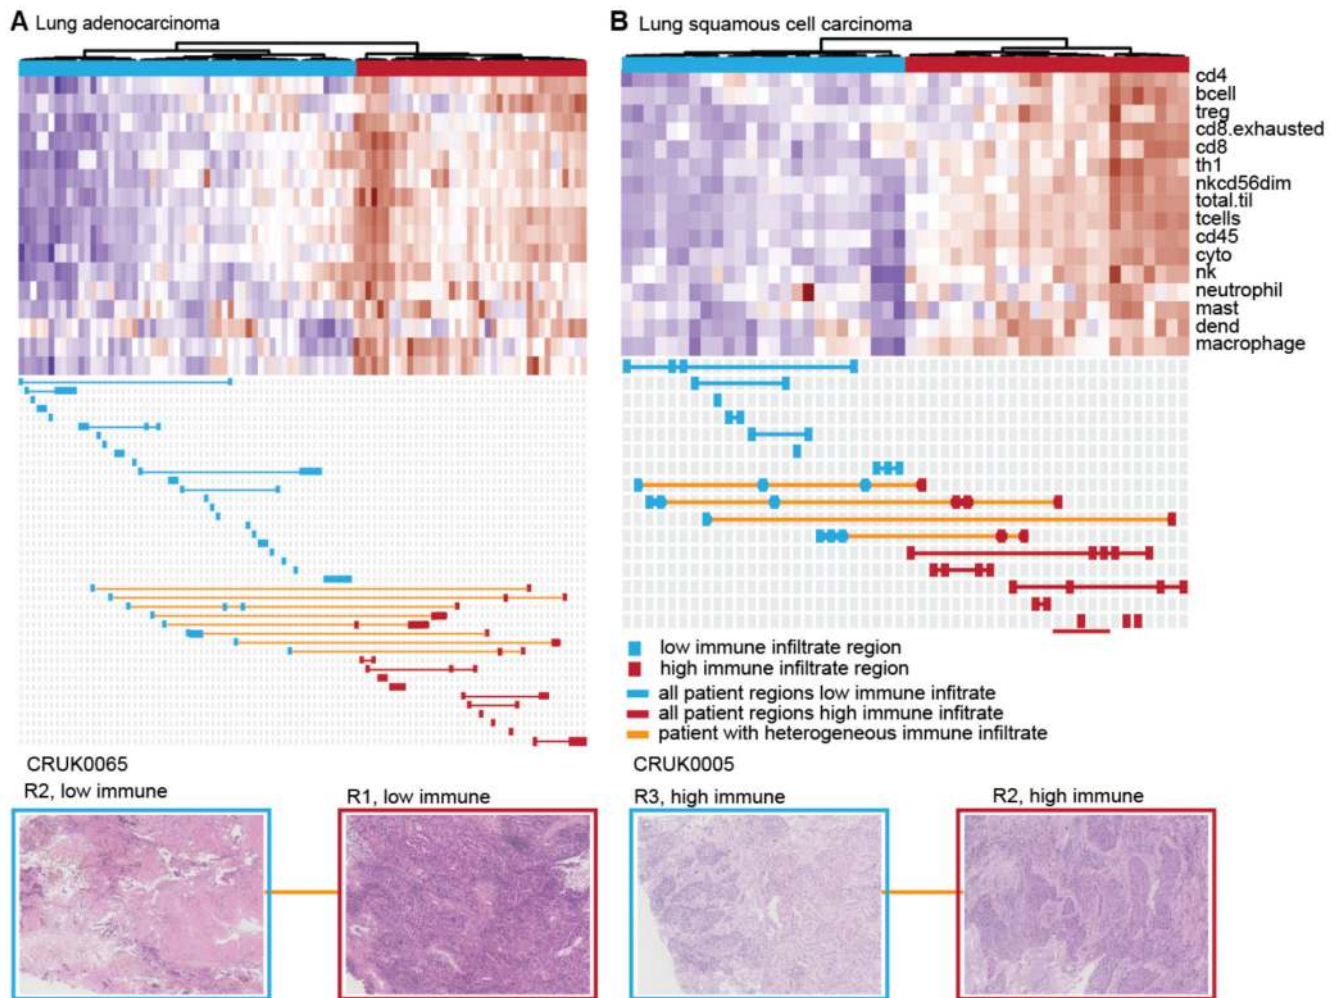 A Lung adenocarcinoma
B Lung squamous cell carcinoma
cd4
bcell
treg
cd8.exhausted
cd8
th1
nkcd56dim
total.til
tcells
cd45
cyto
nk
neutrophil
mast
dend
macrophage
low immune infiltrate region
high immune infiltrate region
all patient regions low immune infitrate
all patient regions high immune infitrate
patient with heterogeneous immune infiltrate
CRUK0065
R2, low immune
R1, low immune
CRUK0005
R3, high immune
R2, high immune